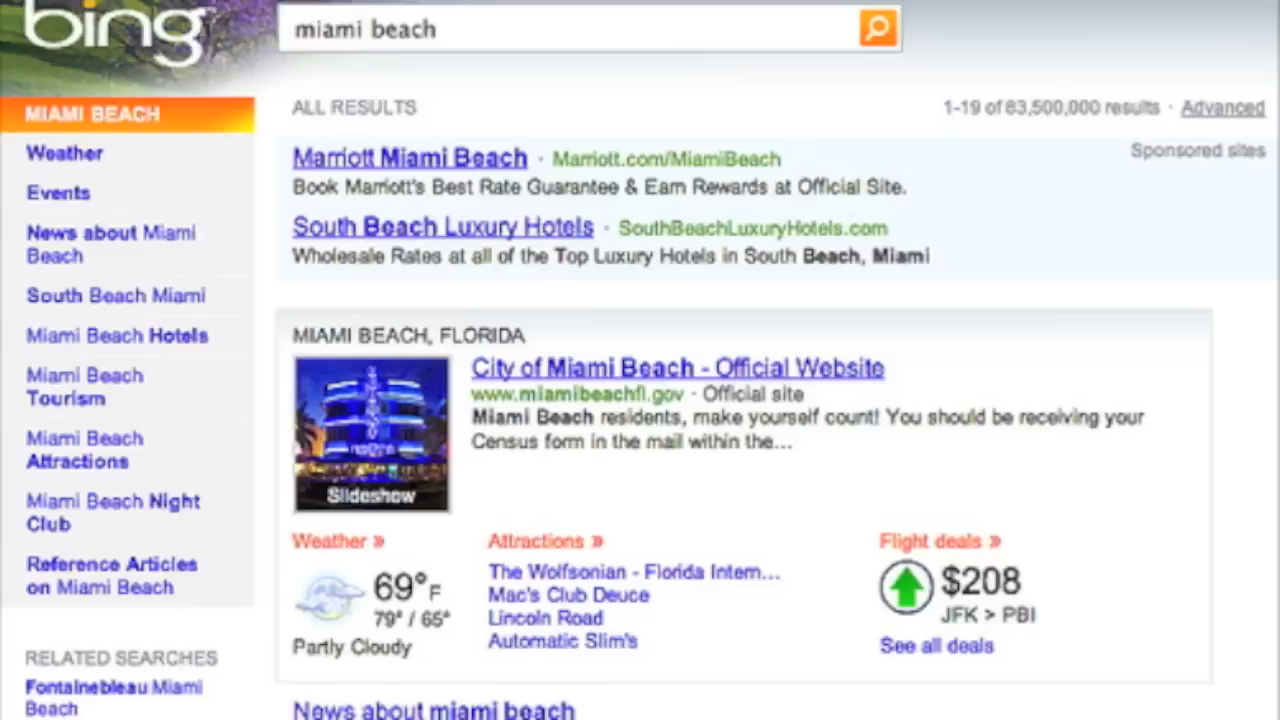 bing
miami beach
MIAMI BEACH
Weather
Events
News about Miami
Beach
South Beach Miami
Miami Beach Hotels
Miami Beach
Tourism
Miami Beach
Attractions
Miami Beach Night
Club
Reference Articles
on Miami Beach
RELATED SEARCHES
Fontainebleau Miami
Beach
ALL RESULTS
1-19 of 83,500,000 results · Advanced
Sponsored sites
Marriott Miami Beach · Marriott.com/MiamiBeach
Book Marriott's Best Rate Guarantee & Earn Rewards at Official Site.
South Beach Luxury Hotels · SouthBeachLuxuryHotels.com
Wholesale Rates at all of the Top Luxury Hotels in South Beach, Miami
MIAMI BEACH, FLORIDA
City of Miami Beach - Official Website
www.miamibeachfl.gov · Official site
Miami Beach residents, make yourself count! You should be receiving your
Census form in the mail within the...
Slideshow
Weather »
69°F
79° / 65°
Partly Cloudy
Attractions »
The Wolfsonian - Florida Intern...
Mac's Club Deuce
Lincoln Road
Automatic Slim's
Flight deals »
$208
JFK > PBI
See all deals
News about miami beach